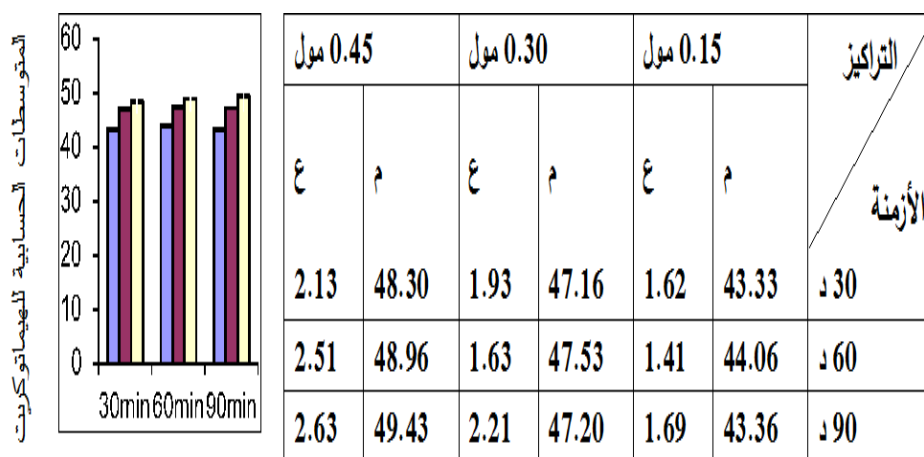 المتوسطات الحسابية للهيماتوكريت
60
50
40
30
20
10
0
30min 60min 90min
التراكيز 0.15 مول 0.30 مول 0.45 مول
الأزمنة م ع م ع م ع
30 د 43.33 1.62 47.16 1.93 48.30 2.13
60 د 44.06 1.41 47.53 1.63 48.96 2.51
90 د 43.36 1.69 47.20 2.21 49.43 2.63